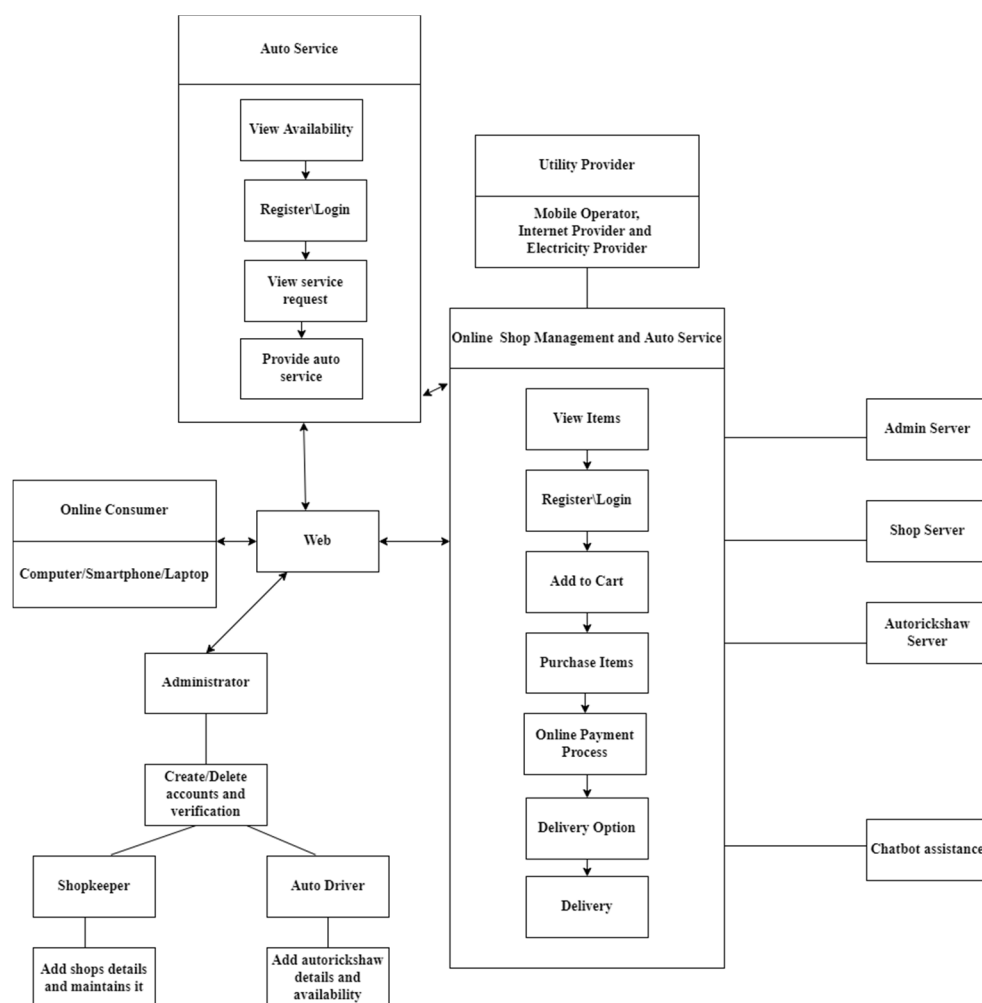 Auto Service
View Availability
Register\Login
View service
request
Provide auto
service
Utility Provider
Mobile Operator,
Internet Provider and
Electricity Provider
Online Shop Management and Auto Service
View Items
Register\Login
Add to Cart
Purchase Items
Online Payment
Process
Delivery Option
Delivery
Admin Server
Shop Server
Autorickshaw
Server
Chatbot assistance
Online Consumer
Computer/Smartphone/Laptop
Web
Administrator
Create/Delete
accounts and
verification
Shopkeeper
Auto Driver
Add shops details
and maintains it
Add autorickshaw
details and
availability